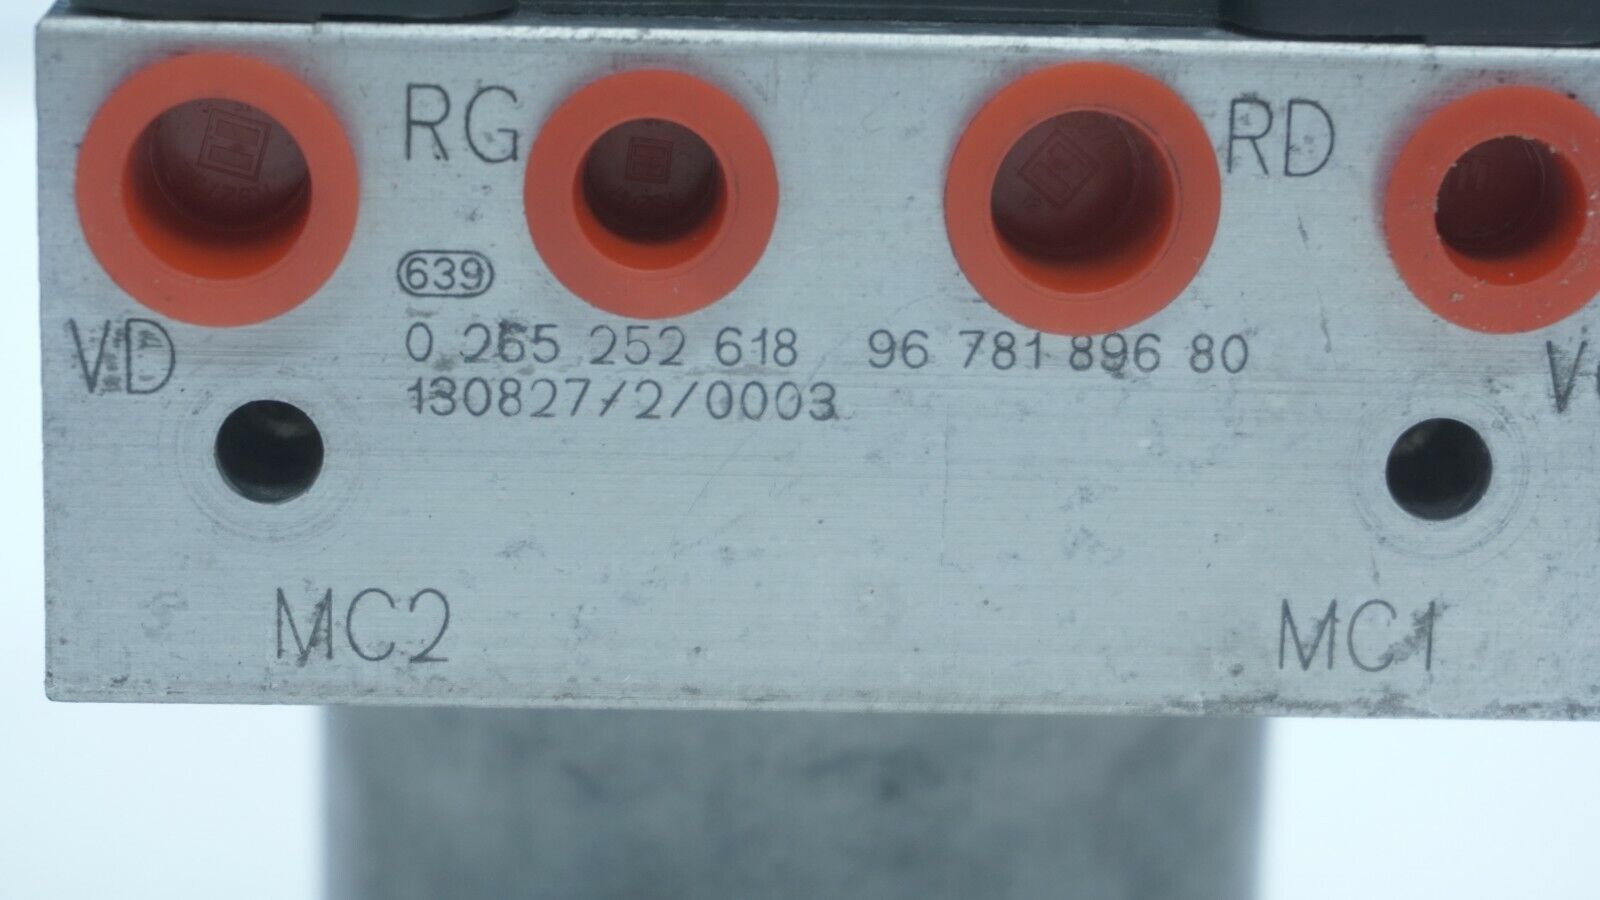 RG
RD
639
VD
0 265 252 618 96 781 896 80
130827/2/0003
MC2
MC1